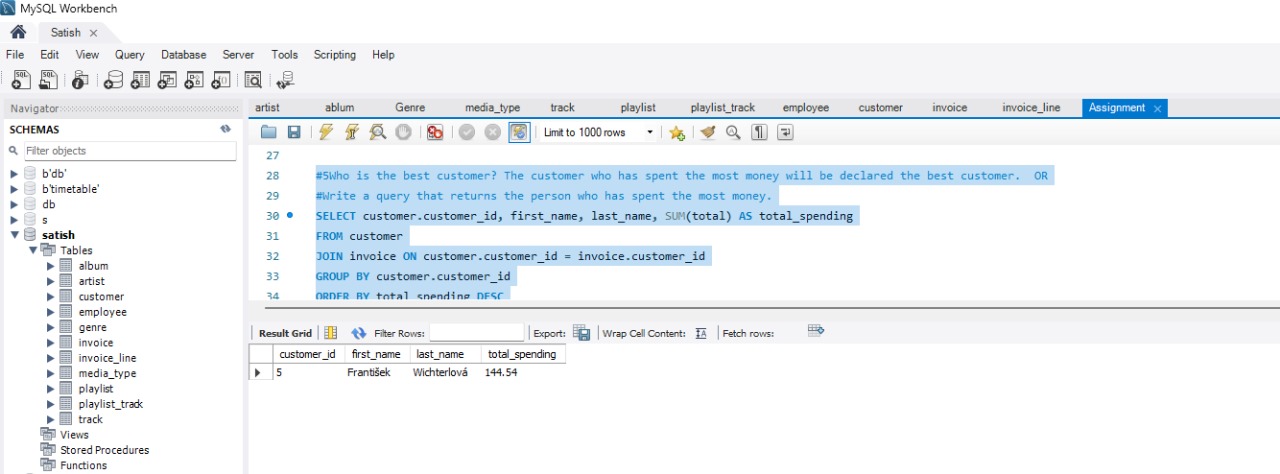 MySQL Workbench
Satish
File Edit View Query Database Server Tools Scripting Help
Navigator
SCHEMAS
Filter objects
b'db'
b'timetable'
db
s
satish
Tables
album
artist
customer
employee
genre
invoice
invoice_line
media_type
playlist
playlist_track
track
Views
Stored Procedures
Functions
artist ablum Genre media_type track playlist playlist_track employee customer invoice invoice_line Assignment
Limit to 1000 rows
27
28 #5Who is the best customer? The customer who has spent the most money will be declared the best customer. OR
29 #Write a query that returns the person who has spent the most money.
30 SELECT customer.customer_id, first_name, last_name, SUM(total) AS total_spending
31 FROM customer
32 JOIN invoice ON customer.customer_id = invoice.customer_id
33 GROUP BY customer.customer_id
34 ORDER BY total_spending DESC
Result Grid Filter Rows: Export: Wrap Cell Content: Fetch rows:
customer_id first_name last_name total_spending
5 František Wichterlová 144.54